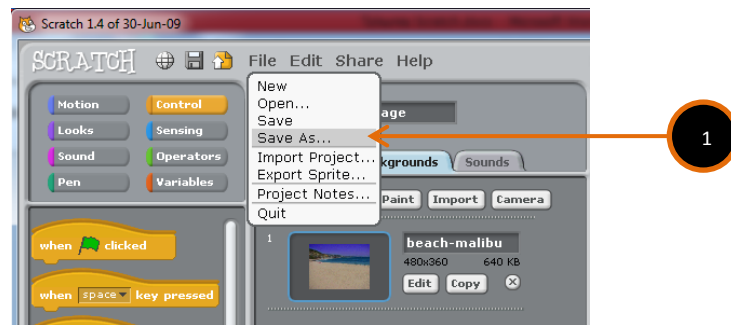 Scratch 1.4 of 30-Jun-09
SCRATCH File Edit Share Help
New
Open...
Save
Save As...
Import Project...
Export Sprite...
Project Notes...
Quit
Motion Control
Looks Sensing
Sound Operators
Pen Variables
age
kgrounds Sounds
Paint Import Camera
when clicked
when space key pressed
1
beach-malibu
480x360 640 KB
Edit Copy
1